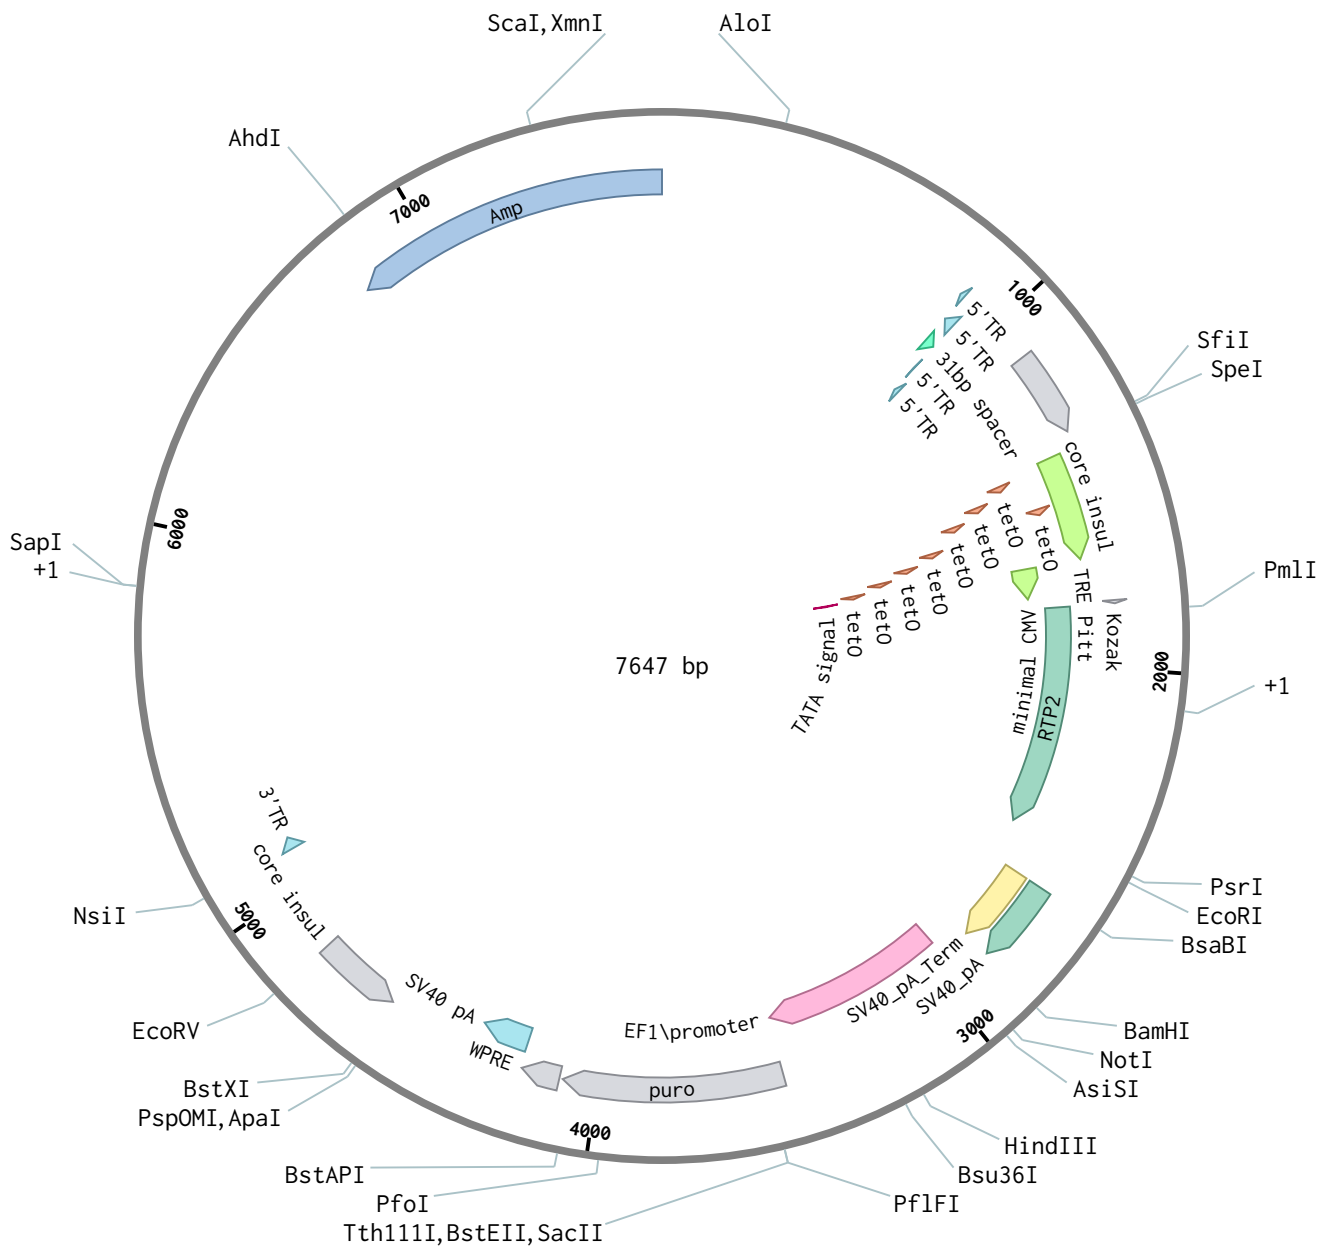 ScaI,XmnI
AloI
AhdI
7000
Amp
1000
5'TR
5'TR
31bp spacer
5'TR
5'TR
SfiI
SpeI
core insul
6000
SapI
+1
tetO
tetO
tetO
tetO
tetO
tetO
tetO
tetO
TATA signal
TRE Pitt
minimal CMV
Kozak
PmlI
7647 bp
2000
+1
RTP2
3'TR
core insul
NsiI
5000
PsrI
EcoRI
BsaBI
SV40_pA_Term
SV40_pA
EF1\promoter
SV40 pA
WPRE
puro
3000
BamHI
NotI
AsiSI
EcoRV
BstXI
PspOMI,ApaI
4000
HindIII
Bsu36I
BstAPI
PfoI
Tth111I,BstEII,SacII
PflFI